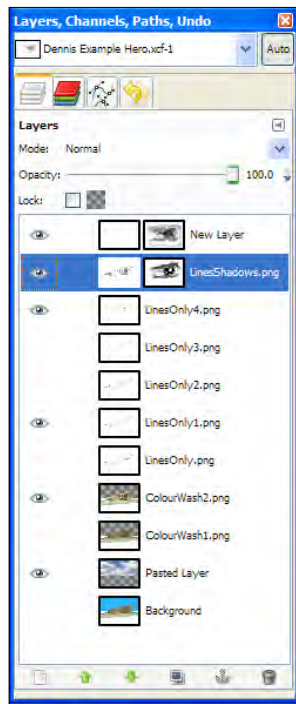 Layers, Channels, Paths, Undo
Dennis Example Hero.xcf-1 Auto
Layers
Mode: Normal
Opacity: 100.0
Lock:
New Layer
LinesShadows.png
LinesOnly4.png
LinesOnly3.png
LinesOnly2.png
LinesOnly1.png
LinesOnly.png
ColourWash2.png
ColourWash1.png
Pasted Layer
Background